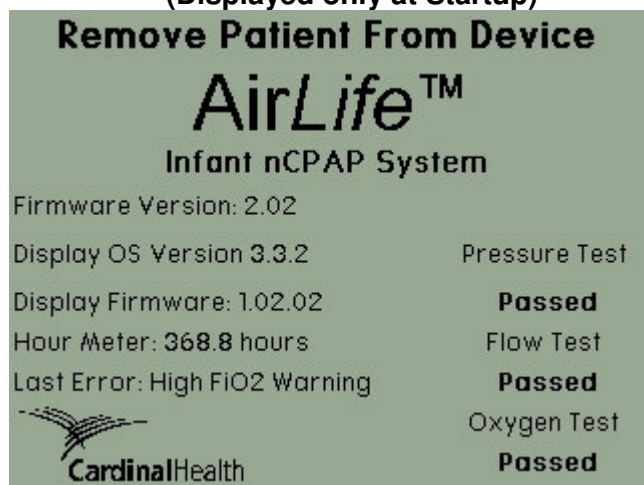 (Displayed only at Startup)
Remove Patient From Device
AirLife™
Infant nCPAP System
Firmware Version: 2.02
Display OS Version 3.3.2
Pressure Test
Display Firmware: 1.02.02
Passed
Hour Meter: 368.8 hours
Flow Test
Last Error: High FiO2 Warning
Passed
Oxygen Test
CardinalHealth
Passed